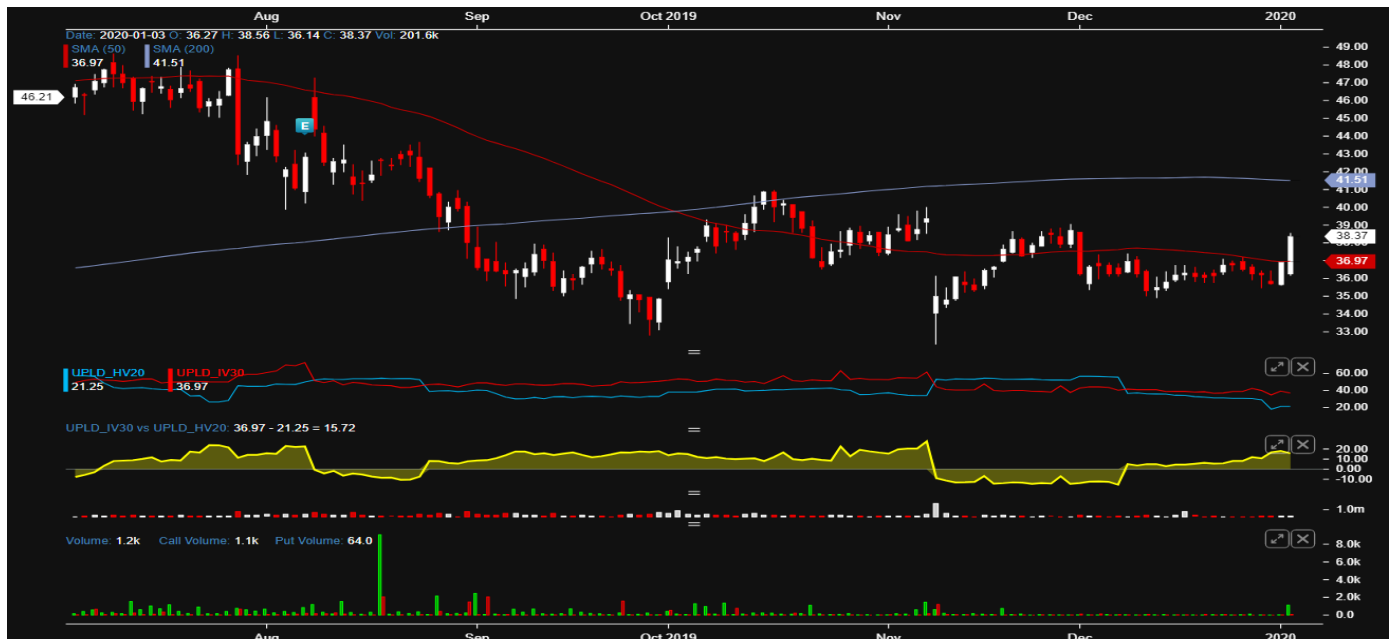 Aug Sep Oct 2019 Nov Dec 2020
Date: 2020-01-03 O: 36.27 H: 38.56 L: 36.14 C: 38.37 Vol: 201.6k
SMA (50) SMA (200)
36.97 41.51
49.00
48.00
47.00
46.21
46.00
45.00
E
44.00
43.00
42.00
41.51
41.00
40.00
39.00
38.37
36.97
36.00
35.00
34.00
33.00
UPLD_HV20 UPLD_IV30
21.25 36.97
60.00
40.00
20.00
UPLD_IV30 vs UPLD_HV20: 36.97 - 21.25 = 15.72
20.00
10.00
0.00
-10.00
1.0m
Volume: 1.2k Call Volume: 1.1k Put Volume: 64.0
8.0k
6.0k
4.0k
2.0k
0.0
Aug Sep Oct 2019 Nov Dec 2020